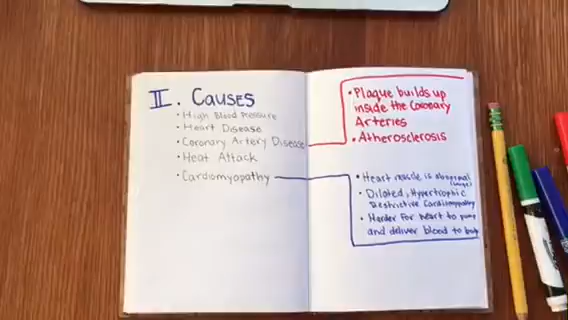 II. Causes
• High Blood Pressure
• Heart Disease
• Coronary Artery Disease
• Heat Attack
• Cardiomyopathy
• Plaque builds up
inside the Coronary
Arteries
• Atherosclerosis
• Heart muscle is abnormal
• Dilated, Hypertrophic
Restrictive Cardiomyopathy
• Harder for heart to pump
and deliver blood to body